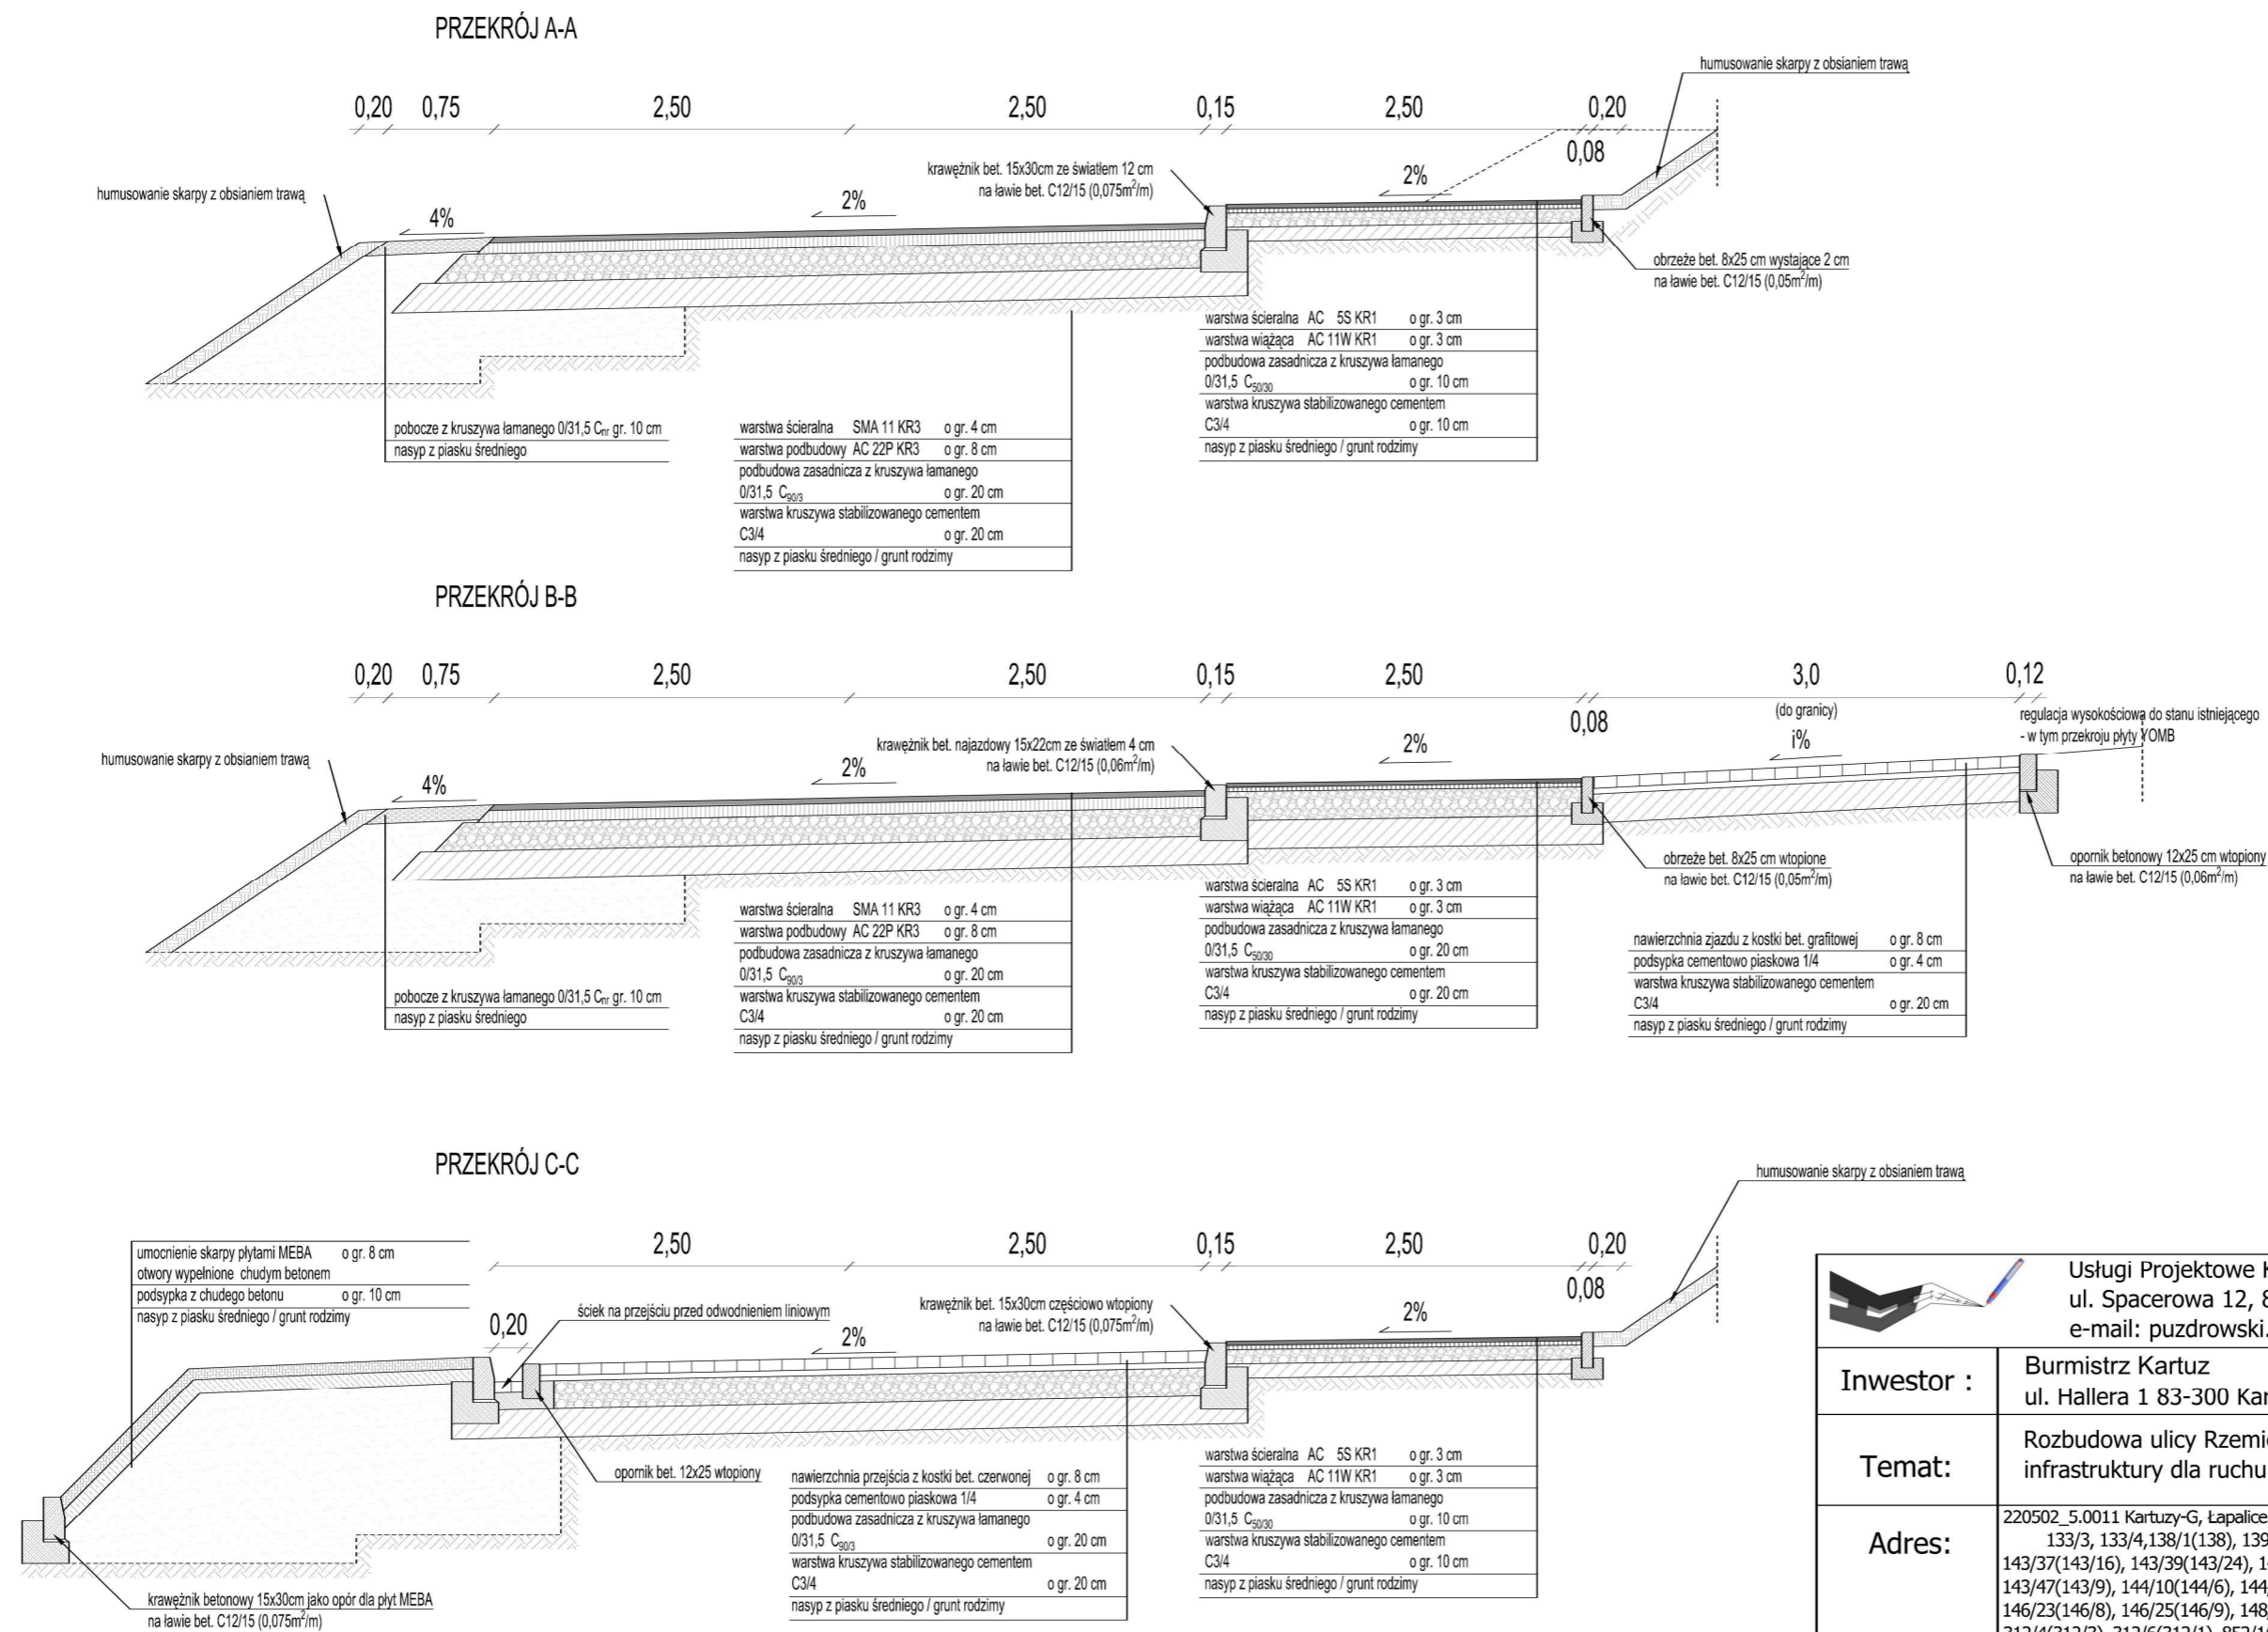 PRZEKRÓJ A-A
humusowanie skarpy z obsianiem trawą
0,20 0,75 2,50 2,50 0,15 2,50 0,20
0,08
krawężnik bet. 15x30cm ze światłem 12 cm
na ławie bet. C12/15 (0,075m²/m)
humusowanie skarpy z obsianiem trawą
4%
2%
2%
obrzeże bet. 8x25 cm wystające 2 cm
na ławie bet. C12/15 (0,05m²/m)
pobocze z kruszywa łamanego 0/31,5 Cnr gr. 10 cm
nasyp z piasku średniego
warstwa ścieralna SMA 11 KR3 o gr. 4 cm
warstwa podbudowy AC 22P KR3 o gr. 8 cm
podbudowa zasadnicza z kruszywa łamanego
0/31,5 C90/3 o gr. 20 cm
warstwa kruszywa stabilizowanego cementem
C3/4 o gr. 20 cm
nasyp z piasku średniego / grunt rodzimy
warstwa ścieralna AC 5S KR1 o gr. 3 cm
warstwa wiążąca AC 11W KR1 o gr. 3 cm
podbudowa zasadnicza z kruszywa łamanego
0/31,5 C50/30 o gr. 10 cm
warstwa kruszywa stabilizowanego cementem
C3/4 o gr. 10 cm
nasyp z piasku średniego / grunt rodzimy
PRZEKRÓJ B-B
0,20 0,75 2,50 2,50 0,15 2,50 3,0 0,12
0,08
(do granicy)
regulacja wysokościowa do stanu istniejącego
- w tym przekroju płyty YOMB
krawężnik bet. najazdowy 15x22cm ze światłem 4 cm
na ławie bet. C12/15 (0,06m²/m)
humusowanie skarpy z obsianiem trawą
4%
2%
2%
i%
obrzeże bet. 8x25 cm wtopione
na ławie bet. C12/15 (0,05m²/m)
opornik betonowy 12x25 cm wtopiony
na ławie bet. C12/15 (0,06m²/m)
pobocze z kruszywa łamanego 0/31,5 Cnr gr. 10 cm
nasyp z piasku średniego
warstwa ścieralna SMA 11 KR3 o gr. 4 cm
warstwa podbudowy AC 22P KR3 o gr. 8 cm
podbudowa zasadnicza z kruszywa łamanego
0/31,5 C90/3 o gr. 20 cm
warstwa kruszywa stabilizowanego cementem
C3/4 o gr. 20 cm
nasyp z piasku średniego / grunt rodzimy
warstwa ścieralna AC 5S KR1 o gr. 3 cm
warstwa wiążąca AC 11W KR1 o gr. 3 cm
podbudowa zasadnicza z kruszywa łamanego
0/31,5 C50/30 o gr. 20 cm
warstwa kruszywa stabilizowanego cementem
C3/4 o gr. 20 cm
nasyp z piasku średniego / grunt rodzimy
nawierzchnia zjazdu z kostki bet. grafitowej o gr. 8 cm
podsypka cementowo piaskowa 1/4 o gr. 4 cm
warstwa kruszywa stabilizowanego cementem
C3/4 o gr. 20 cm
nasyp z piasku średniego / grunt rodzimy
PRZEKRÓJ C-C
humusowanie skarpy z obsianiem trawą
2,50 2,50 0,15 2,50 0,20
0,08
umocnienie skarpy płytami MEBA o gr. 8 cm
otwory wypełnione chudym betonem
podsypka z chudego betonu o gr. 10 cm
nasyp z piasku średniego / grunt rodzimy
0,20
ściek na przejściu przed odwodnieniem liniowym
krawężnik bet. 15x30cm częściowo wtopiony
na ławie bet. C12/15 (0,075m²/m)
2%
2%
opornik bet. 12x25 wtopiony
nawierzchnia przejścia z kostki bet. czerwonej o gr. 8 cm
podsypka cementowo piaskowa 1/4 o gr. 4 cm
podbudowa zasadnicza z kruszywa łamanego
0/31,5 C90/3 o gr. 20 cm
warstwa kruszywa stabilizowanego cementem
C3/4 o gr. 20 cm
nasyp z piasku średniego / grunt rodzimy
warstwa ścieralna AC 5S KR1 o gr. 3 cm
warstwa wiążąca AC 11W KR1 o gr. 3 cm
podbudowa zasadnicza z kruszywa łamanego
0/31,5 C50/30 o gr. 10 cm
warstwa kruszywa stabilizowanego cementem
C3/4 o gr. 10 cm
nasyp z piasku średniego / grunt rodzimy
krawężnik betonowy 15x30cm jako opór dla płyt MEBA
na ławie bet. C12/15 (0,075m²/m)
Usługi Projektowe
ul. Spacerowa 12, 8
e-mail: puzdrowski.
Inwestor :
Burmistrz Kartuz
ul. Hallera 1 83-300 Kar
Temat:
Rozbudowa ulicy Rzemi
infrastruktury dla ruchu
Adres:
220502_5.0011 Kartuzy-G, Łapalice
133/3, 133/4,138/1(138), 139
143/37(143/16), 143/39(143/24), 1
143/47(143/9), 144/10(144/6), 144
146/23(146/8), 146/25(146/9), 148